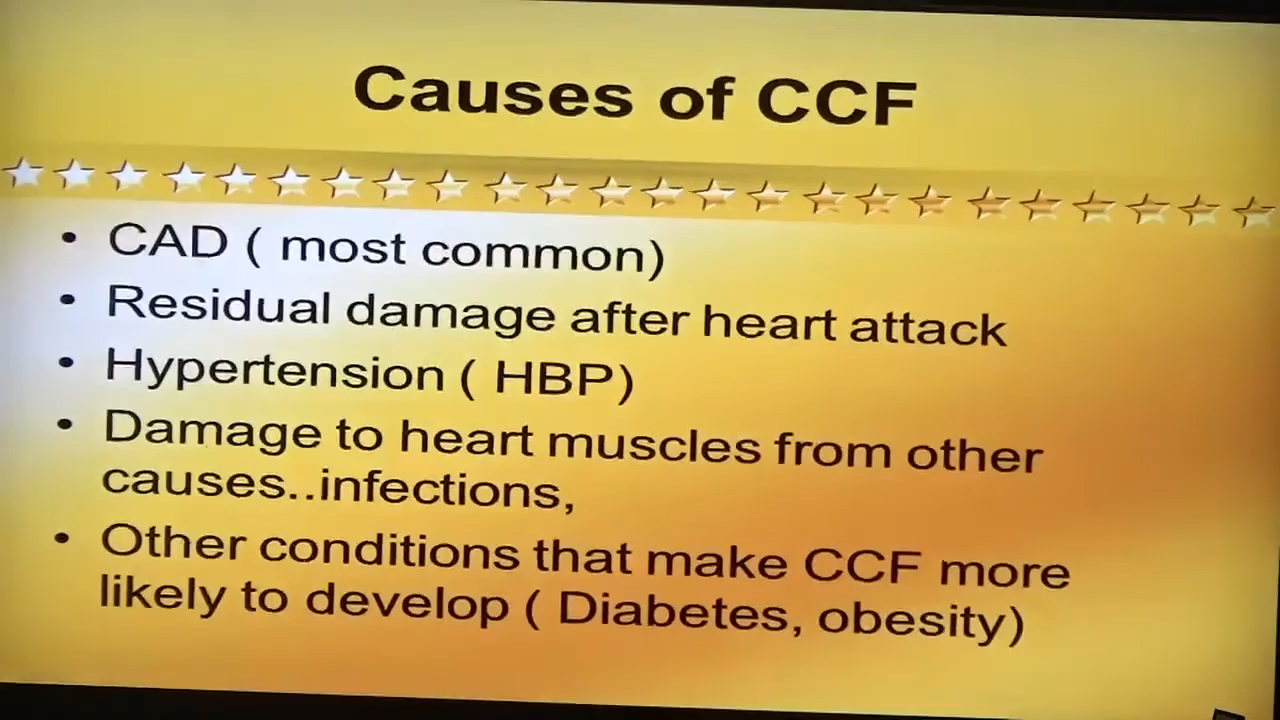 Causes of CCF
• CAD ( most common)
• Residual damage after heart attack
• Hypertension ( HBP)
• Damage to heart muscles from other
causes..infections,
• Other conditions that make CCF more
likely to develop ( Diabetes, obesity)